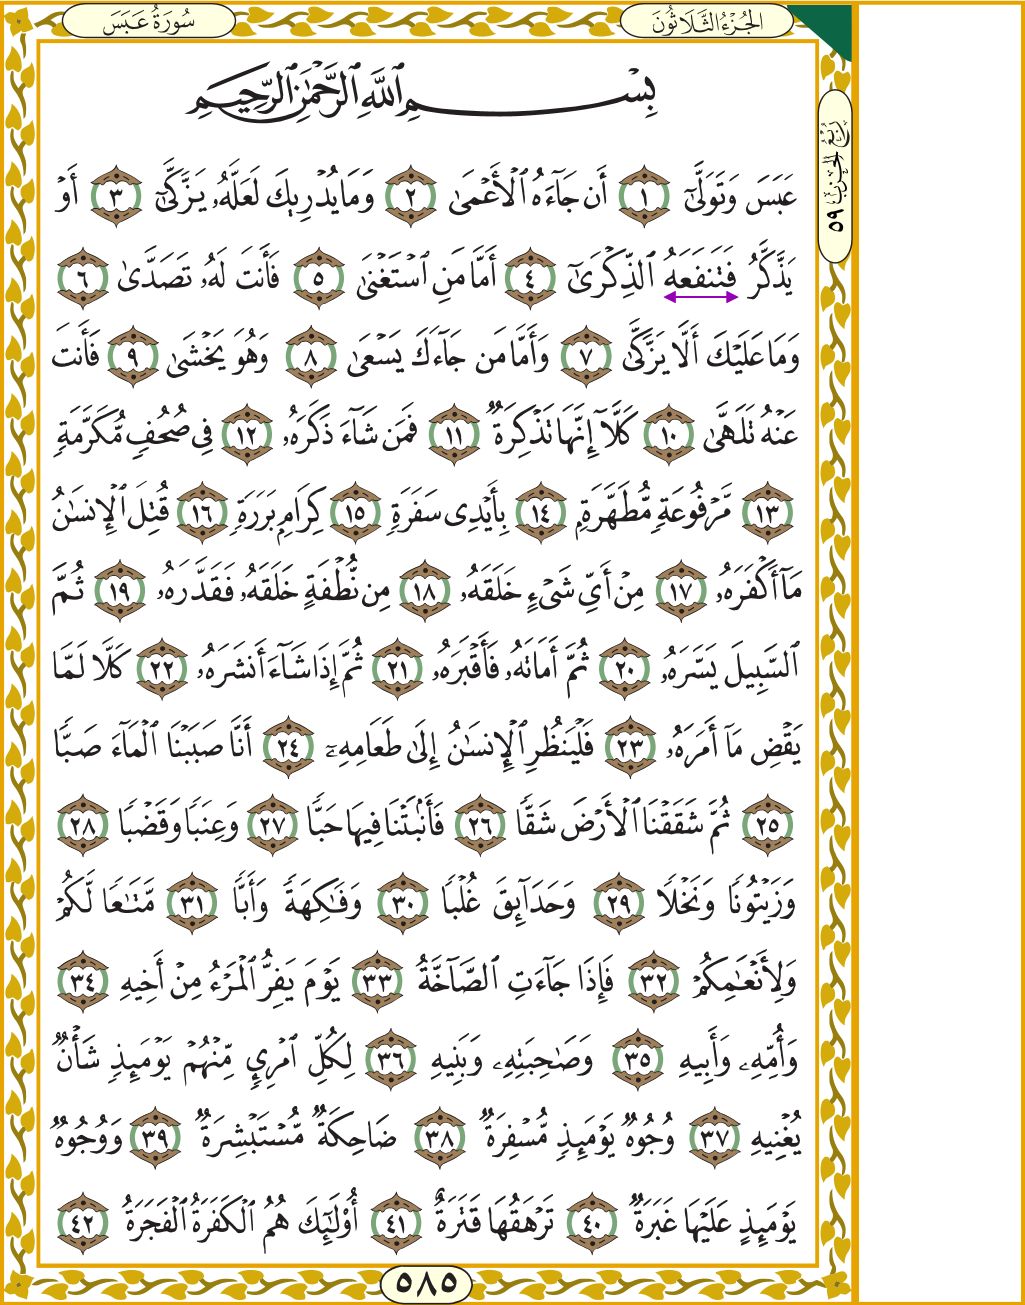 سُورَةُ عَبَسَ
الجُزْءُ الثَّلَاثُونَ
رُبْعُ الحِزْبِ ٥٩
بِسْمِ ٱللَّهِ ٱلرَّحْمَٰنِ ٱلرَّحِيمِ
عَبَسَ وَتَوَلَّىٰٓ ١ أَن جَآءَهُ ٱلْأَعْمَىٰ ٢ وَمَا يُدْرِيكَ لَعَلَّهُۥ يَزَّكَّىٰٓ ٣ أَوْ
يَذَّكَّرُ فَتَنفَعَهُ ٱلذِّكْرَىٰٓ ٤ أَمَّا مَنِ ٱسْتَغْنَىٰ ٥ فَأَنتَ لَهُۥ تَصَدَّىٰ ٦
وَمَا عَلَيْكَ أَلَّا يَزَّكَّىٰ ٧ وَأَمَّا مَن جَآءَكَ يَسْعَىٰ ٨ وَهُوَ يَخْشَىٰ ٩ فَأَنتَ
عَنْهُ تَلَهَّىٰ ١٠ كَلَّآ إِنَّهَا تَذْكِرَةٌ ١١ فَمَن شَآءَ ذَكَرَهُۥ ١٢ فِى صُحُفٍ مُّكَرَّمَةٍ
١٣ مَّرْفُوعَةٍ مُّطَهَّرَةٍۭ ١٤ بِأَيْدِى سَفَرَةٍ ١٥ كِرَامٍۭ بَرَرَةٍ ١٦ قُتِلَ ٱلْإِنسَٰنُ
مَآ أَكْفَرَهُۥ ١٧ مِنْ أَىِّ شَىْءٍ خَلَقَهُۥ ١٨ مِن نُّطْفَةٍ خَلَقَهُۥ فَقَدَّرَهُۥ ١٩ ثُمَّ
ٱلسَّبِيلَ يَسَّرَهُۥ ٢٠ ثُمَّ أَمَاتَهُۥ فَأَقْبَرَهُۥ ٢١ ثُمَّ إِذَا شَآءَ أَنشَرَهُۥ ٢٢ كَلَّا لَمَّا
يَقْضِ مَآ أَمَرَهُۥ ٢٣ فَلْيَنظُرِ ٱلْإِنسَٰنُ إِلَىٰ طَعَامِهِۦٓ ٢٤ أَنَّا صَبَبْنَا ٱلْمَآءَ صَبًّا
٢٥ ثُمَّ شَقَقْنَا ٱلْأَرْضَ شَقًّا ٢٦ فَأَنۢبَتْنَا فِيهَا حَبًّا ٢٧ وَعِنَبًا وَقَضْبًا ٢٨
وَزَيْتُونًا وَنَخْلًا ٢٩ وَحَدَآئِقَ غُلْبًا ٣٠ وَفَٰكِهَةً وَأَبًّا ٣١ مَّتَٰعًا لَّكُمْ
وَلِأَنْعَٰمِكُمْ ٣٢ فَإِذَا جَآءَتِ ٱلصَّآخَّةُ ٣٣ يَوْمَ يَفِرُّ ٱلْمَرْءُ مِنْ أَخِيهِ ٣٤
وَأُمِّهِۦ وَأَبِيهِ ٣٥ وَصَٰحِبَتِهِۦ وَبَنِيهِ ٣٦ لِكُلِّ ٱمْرِئٍ مِّنْهُمْ يَوْمَئِذٍ شَأْنٌ
يُغْنِيهِ ٣٧ وُجُوهٌ يَوْمَئِذٍ مُّسْفِرَةٌ ٣٨ ضَاحِكَةٌ مُّسْتَبْشِرَةٌ ٣٩ وَوُجُوهٌ
يَوْمَئِذٍ عَلَيْهَا غَبَرَةٌ ٤٠ تَرْهَقُهَا قَتَرَةٌ ٤١ أُو۟لَٰٓئِكَ هُمُ ٱلْكَفَرَةُ ٱلْفَجَرَةُ ٤٢
٥٨٥